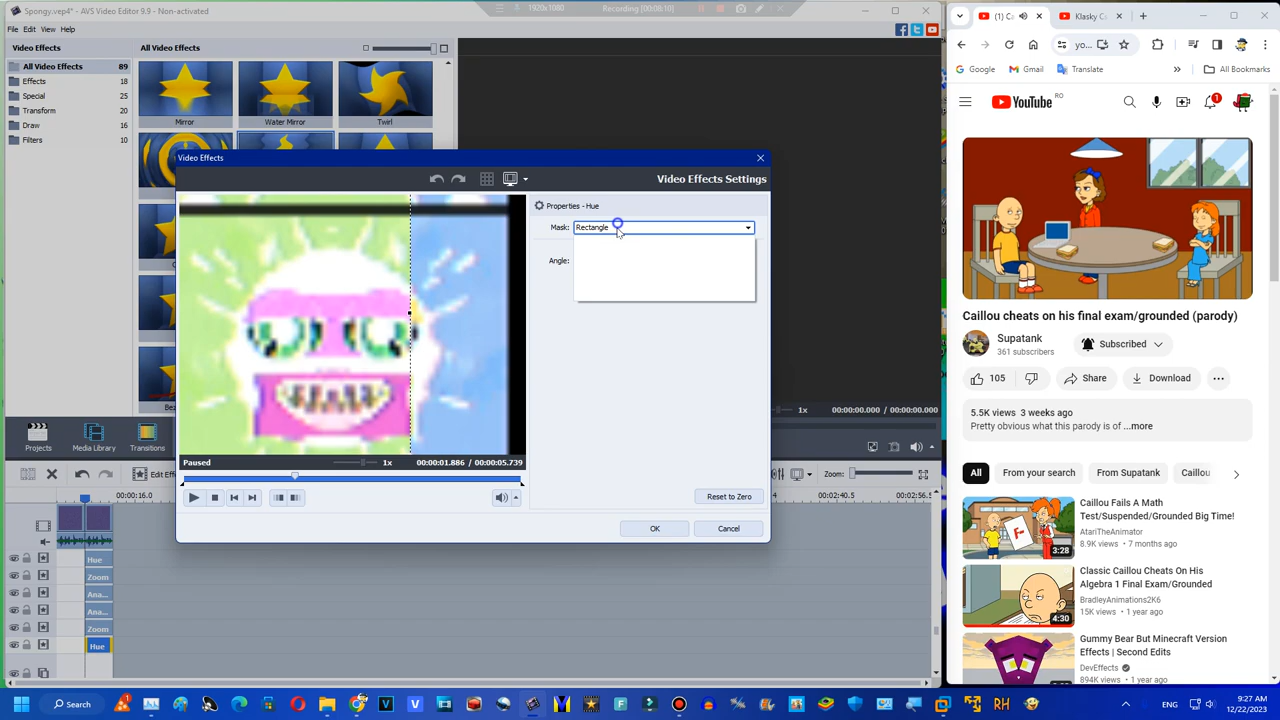 Spongy.vep4* - AVS Video Editor 9.9 - Non-activated
1920x1080
Recording [00:08:10]
File Edit View Help
Video Effects
All Video Effects
All Video Effects 89
Effects 18
Special 25
Transform 20
Draw 16
Filters 10
Mirror
Water Mirror
Twirl
Video Effects
Video Effects Settings
Properties - Hue
Mask: Rectangle
Angle:
Paused
1x
00:00:01.886 / 00:00:05.739
Reset to Zero
OK
Cancel
1x
00:00:00.000 / 00:00:00.000
Projects
Media Library
Transitions
Edit Effe
Zoom:
00:00:16.0
00:02:40.5
00:02:56.5
Hue
Zoom
Ana...
Ana...
Zoom
Hue
(1) Ca
Klasky C
yo...
Google
Gmail
Translate
All Bookmarks
YouTube
RO
1
Caillou cheats on his final exam/grounded (parody)
Supatank
361 subscribers
Subscribed
105
Share
Download
5.5K views 3 weeks ago
Pretty obvious what this parody is of ...more
All
From your search
From Supatank
Caillou
Caillou Fails A Math
Test/Suspended/Grounded Big Time!
AtariTheAnimator
8.9K views • 7 months ago
3:28
Classic Caillou Cheats On His
Algebra 1 Final Exam/Grounded
BradleyAnimations2K6
15K views • 1 year ago
4:30
Gummy Bear But Minecraft Version
Effects | Second Edits
DevEffects
894K views • 1 year ago
Search
ENG
9:27 AM
12/22/2023